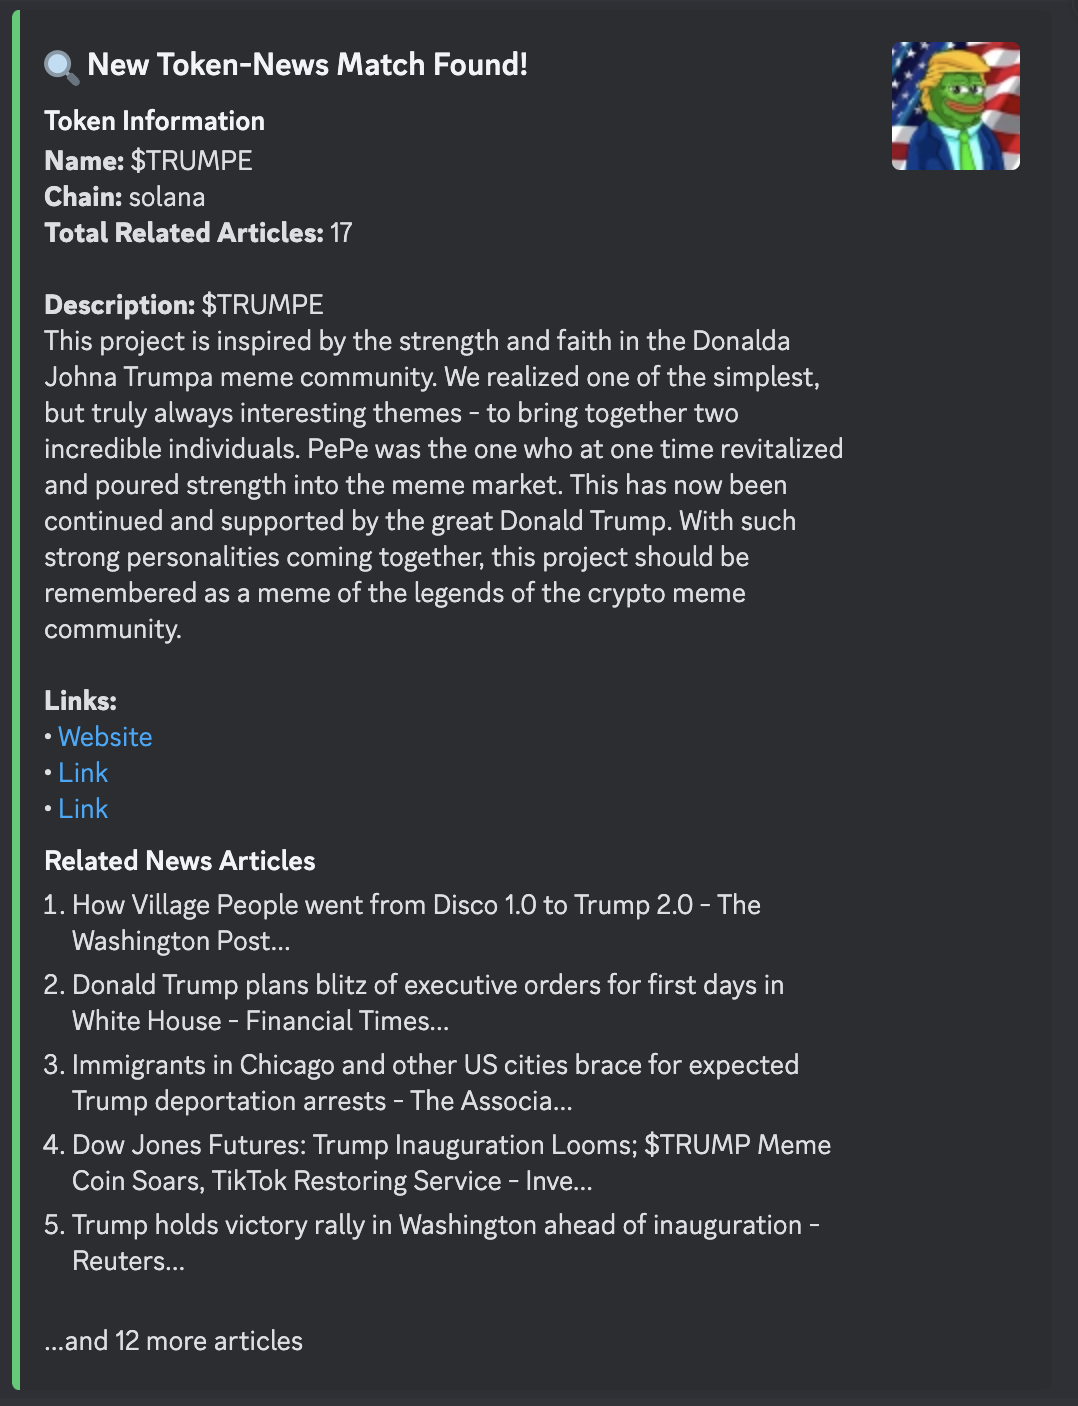 New Token-News Match Found!
Token Information
Name: $TRUMPE
Chain: solana
Total Related Articles: 17
Description: $TRUMPE
This project is inspired by the strength and faith in the Donalda
Johna Trumpa meme community. We realized one of the simplest,
but truly always interesting themes - to bring together two
incredible individuals. PePe was the one who at one time revitalized
and poured strength into the meme market. This has now been
continued and supported by the great Donald Trump. With such
strong personalities coming together, this project should be
remembered as a meme of the legends of the crypto meme
community.
Links:
• Website
• Link
• Link
Related News Articles
1. How Village People went from Disco 1.0 to Trump 2.0 - The
Washington Post...
2. Donald Trump plans blitz of executive orders for first days in
White House - Financial Times...
3. Immigrants in Chicago and other US cities brace for expected
Trump deportation arrests - The Associa...
4. Dow Jones Futures: Trump Inauguration Looms; $TRUMP Meme
Coin Soars, TikTok Restoring Service - Inve...
5. Trump holds victory rally in Washington ahead of inauguration -
Reuters...
...and 12 more articles